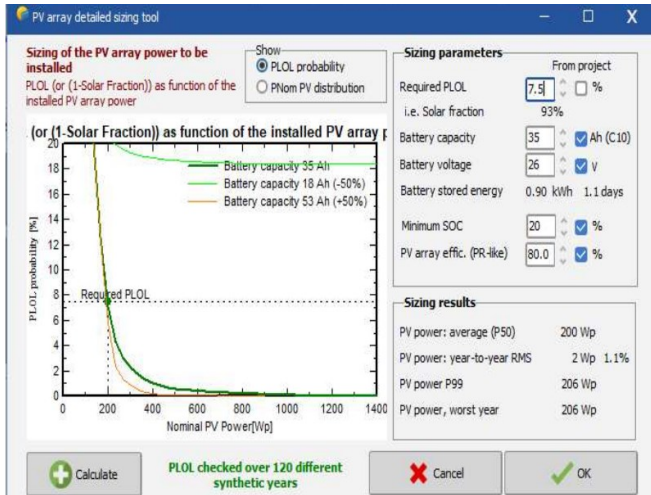 PV array detailed sizing tool
Sizing of the PV array power to be
installed
PLOL (or (1-Solar Fraction)) as function of the
installed PV array power
Show
PLOL probability
PNom PV distribution
(or (1-Solar Fraction)) as function of the installed PV array p
Battery capacity 35 Ah
Battery capacity 18 Ah (-50%)
Battery capacity 53 Ah (+50%)
Required PLOL
PLOL probability [%]
20
18
16
14
12
10
8
6
4
2
0
0 200 400 600 800 1000 1200 1400
Nominal PV Power[Wp]
Sizing parameters
From project
Required PLOL 7.5 %
i.e. Solar fraction 93%
Battery capacity 35 Ah (C10)
Battery voltage 26 V
Battery stored energy 0.90 kWh 1.1 days
Minimum SOC 20 %
PV array effic. (PR-like) 80.0 %
Sizing results
PV power: average (P50) 200 Wp
PV power: year-to-year RMS 2 Wp 1.1%
PV power P99 206 Wp
PV power, worst year 206 Wp
Calculate
PLOL checked over 120 different
synthetic years
Cancel
OK